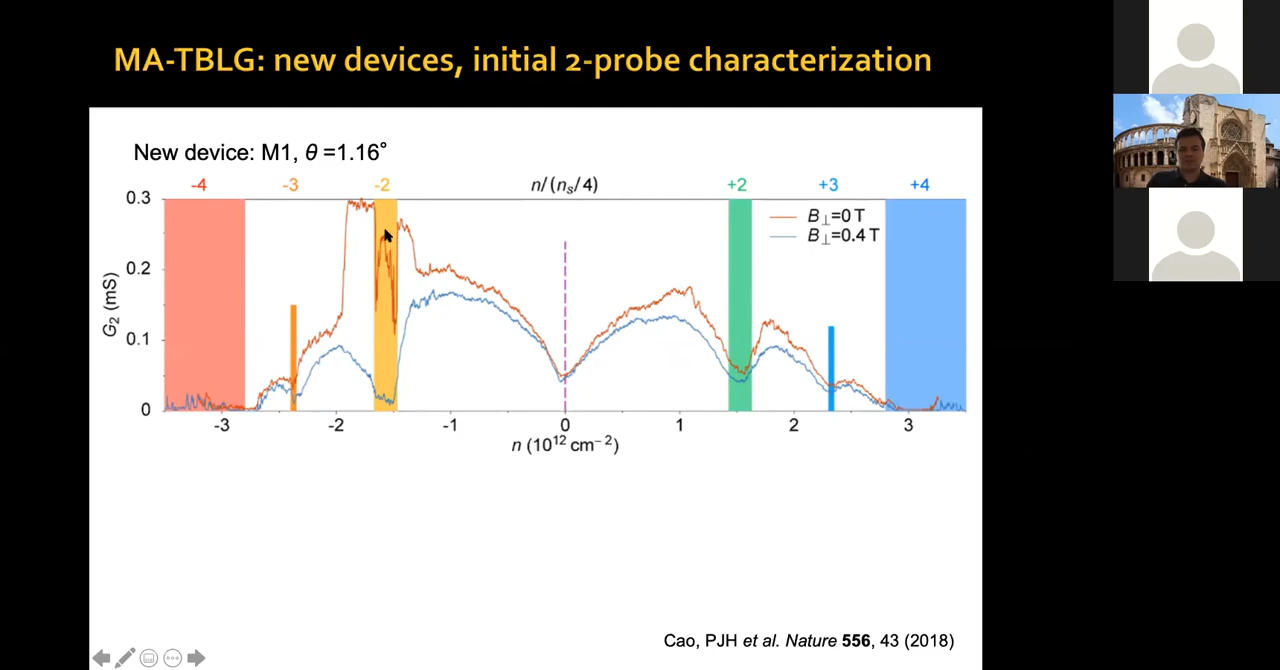 MA-TBLG: new devices, initial 2-probe characterization
New device: M1, θ =1.16°
-4 -3 -2 n/(nₛ/4) +2 +3 +4
0.3
0.2
0.1
0
G₂ (mS)
B⊥=0 T
B⊥=0.4 T
-3 -2 -1 0 1 2 3
n (10¹² cm⁻²)
Cao, PJH et al. Nature 556, 43 (2018)